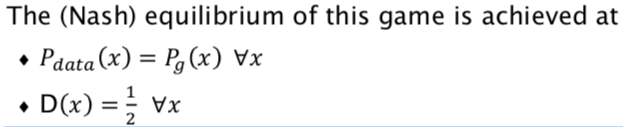 The (Nash) equilibrium of this game is achieved at
♦ P_data(x) = P_g(x) ∀x
♦ D(x) = 1/2 ∀x